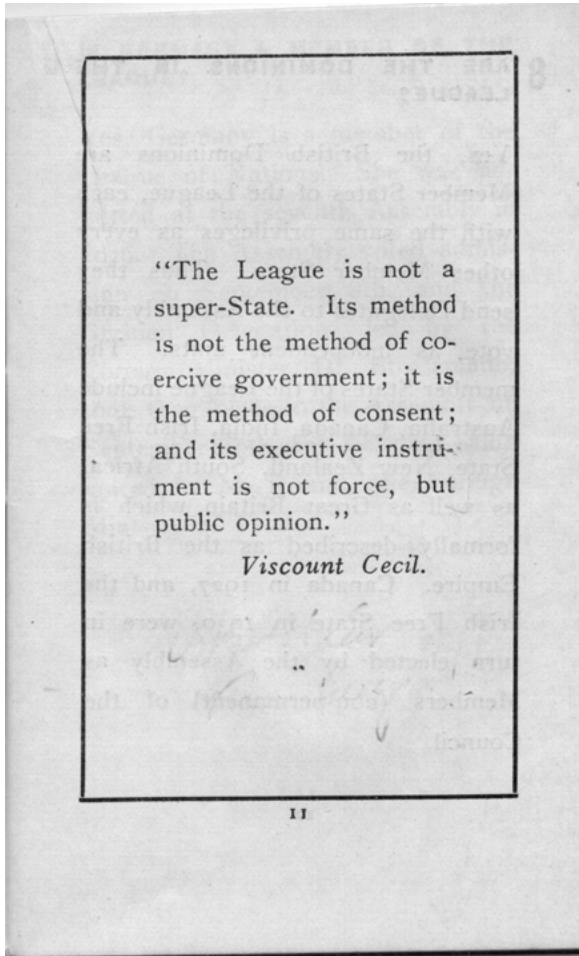 “The League is not a
super-State. Its method
is not the method of co-
ercive government; it is
the method of consent;
and its executive instru-
ment is not force, but
public opinion.”
Viscount Cecil.
11